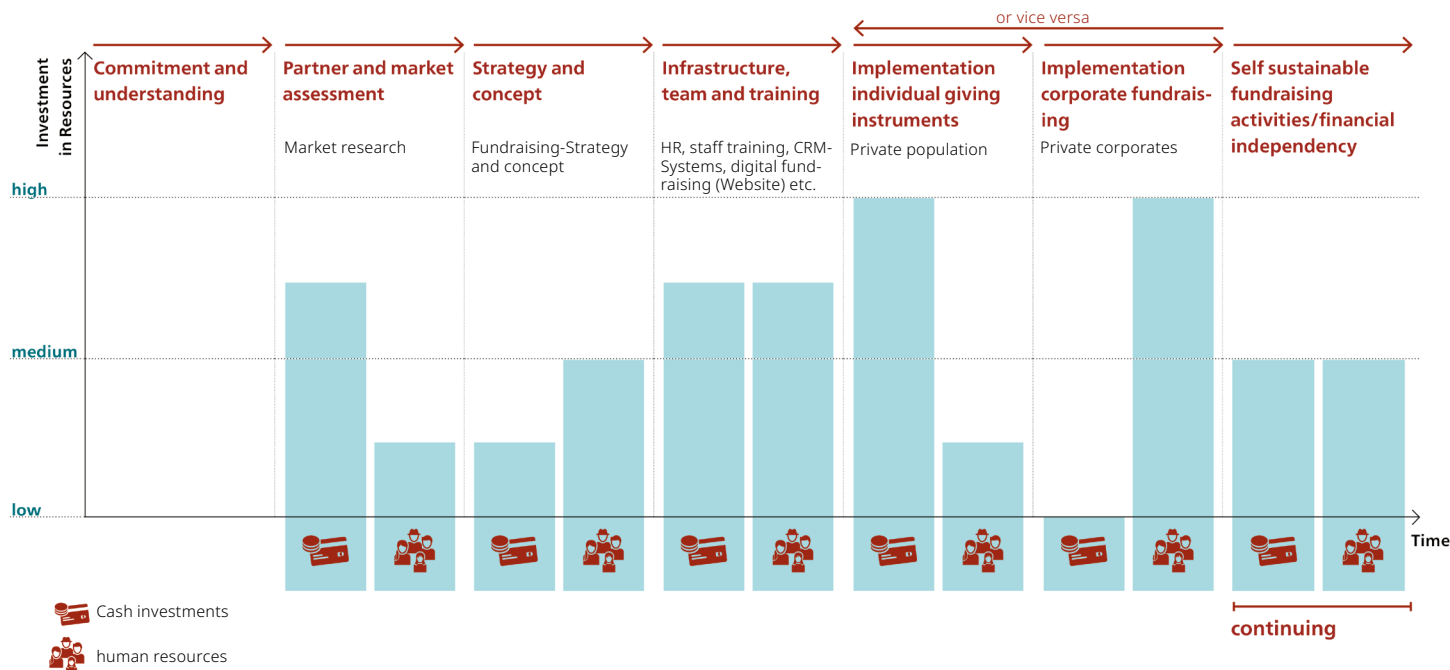 or vice versa
Investment
in Resources
Commitment and
understanding
Partner and market
assessment
Market research
Strategy and
concept
Fundraising-Strategy
and concept
Infrastructure,
team and training
HR, staff training, CRM-
Systems, digital fund-
raising (Website) etc.
Implementation
individual giving
instruments
Private population
Implementation
corporate fundrais-
ing
Private corporates
Self sustainable
fundraising
activities/financial
independency
high
medium
low
Time
Cash investments
human resources
continuing